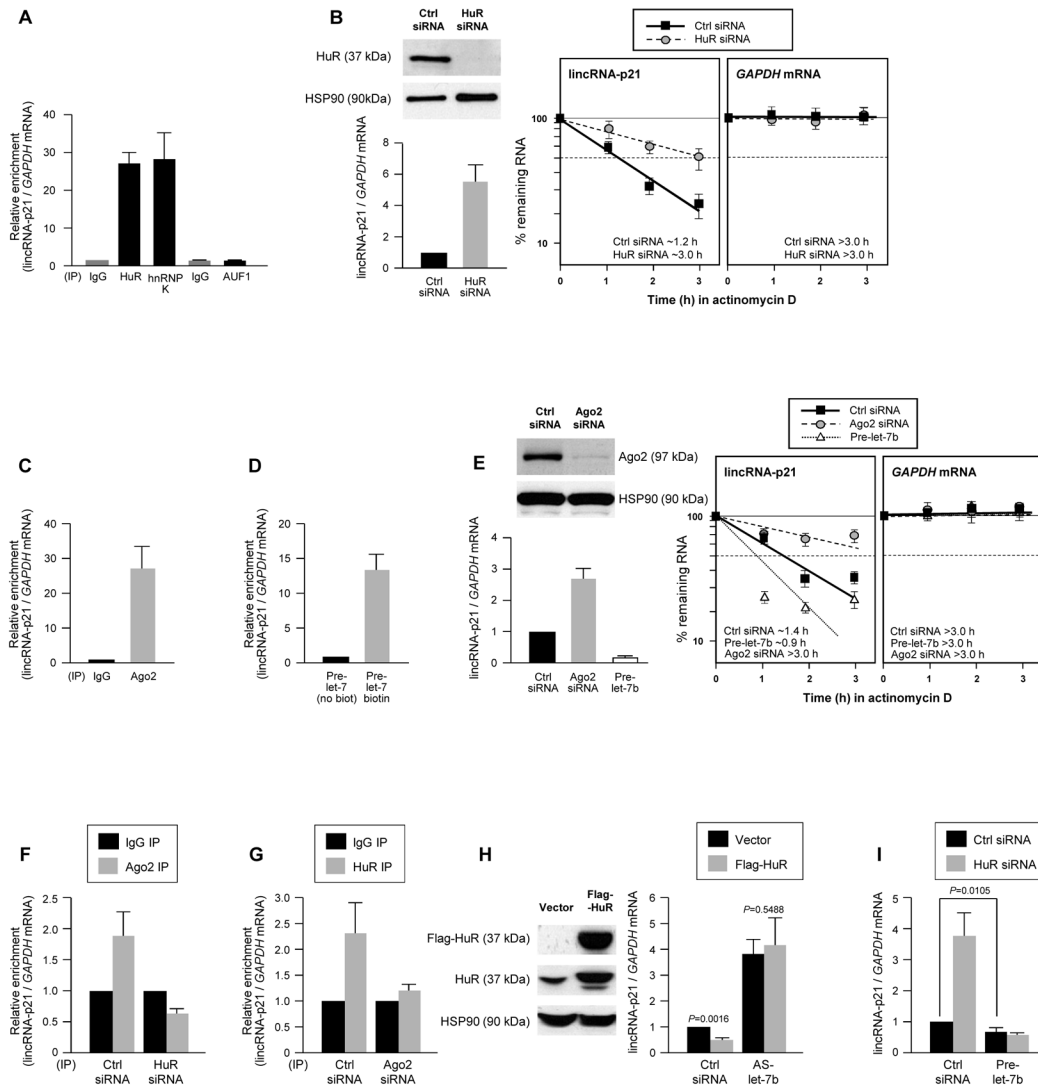 A
Relative enrichment
(lincRNA-p21 / GAPDH mRNA)
40
30
20
10
0
(IP) IgG HuR hnRNP K IgG AUF1
B
Ctrl siRNA
HuR siRNA
HuR (37 kDa)
HSP90 (90kDa)
lincRNA-p21 / GAPDH mRNA
8
6
4
2
0
Ctrl siRNA
HuR siRNA
Ctrl siRNA
HuR siRNA
lincRNA-p21
GAPDH mRNA
% remaining RNA
100
10
Ctrl siRNA ~1.2 h
HuR siRNA ~3.0 h
Ctrl siRNA >3.0 h
HuR siRNA >3.0 h
0 1 2 3 0 1 2 3
Time (h) in actinomycin D
C
Relative enrichment
(lincRNA-p21 / GAPDH mRNA)
40
30
20
10
0
(IP) IgG Ago2
D
Relative enrichment
(lincRNA-p21 / GAPDH mRNA)
20
15
10
5
0
Pre-let-7 (no biot)
Pre-let-7 biotin
E
Ctrl siRNA
Ago2 siRNA
Ago2 (97 kDa)
HSP90 (90 kDa)
lincRNA-p21 / GAPDH mRNA
4
3
2
1
0
Ctrl siRNA
Ago2 siRNA
Pre-let-7b
Ctrl siRNA
Ago2 siRNA
Pre-let-7b
lincRNA-p21
GAPDH mRNA
% remaining RNA
100
10
Ctrl siRNA ~1.4 h
Pre-let-7b ~0.9 h
Ago2 siRNA >3.0 h
Ctrl siRNA >3.0 h
Pre-let-7b >3.0 h
Ago2 siRNA >3.0 h
0 1 2 3 0 1 2 3
Time (h) in actinomycin D
F
IgG IP
Ago2 IP
Relative enrichment
(lincRNA-p21 / GAPDH mRNA)
2.5
2.0
1.5
1.0
0.5
0
(IP) Ctrl siRNA HuR siRNA
G
IgG IP
HuR IP
Relative enrichment
(lincRNA-p21 / GAPDH mRNA)
3.0
2.5
2.0
1.5
1.0
0.5
0
(IP) Ctrl siRNA Ago2 siRNA
H
Vector
Flag-
-HuR
Flag-HuR (37 kDa)
HuR (37 kDa)
HSP90 (90 kDa)
Vector
Flag-HuR
lincRNA-p21 / GAPDH mRNA
6
5
4
3
2
1
0
P=0.0016
P=0.5488
Ctrl siRNA
AS-let-7b
I
Ctrl siRNA
HuR siRNA
lincRNA-p21 / GAPDH mRNA
5
4
3
2
1
0
P=0.0105
Ctrl siRNA
Pre-let-7b